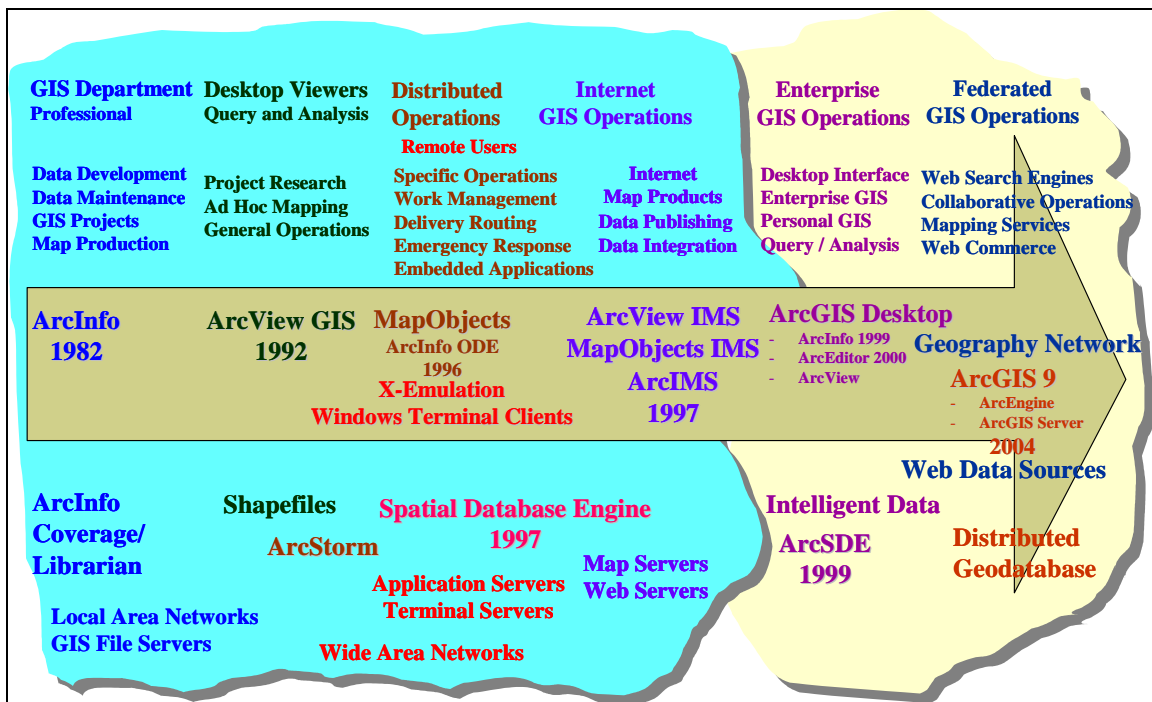 GIS Department
Professional
Desktop Viewers
Query and Analysis
Distributed
Operations
Remote Users
Internet
GIS Operations
Enterprise
GIS Operations
Federated
GIS Operations
Data Development
Data Maintenance
GIS Projects
Map Production
Project Research
Ad Hoc Mapping
General Operations
Specific Operations
Work Management
Delivery Routing
Emergency Response
Embedded Applications
Internet
Map Products
Data Publishing
Data Integration
Desktop Interface
Enterprise GIS
Personal GIS
Query / Analysis
Web Search Engines
Collaborative Operations
Mapping Services
Web Commerce
ArcInfo
1982
ArcView GIS
1992
MapObjects
ArcInfo ODE
1996
X-Emulation
Windows Terminal Clients
ArcView IMS
MapObjects IMS
ArcIMS
1997
ArcGIS Desktop
- ArcInfo 1999
- ArcEditor 2000
- ArcView
Geography Network
ArcGIS 9
- ArcEngine
- ArcGIS Server
2004
Web Data Sources
ArcInfo
Coverage/
Librarian
Shapefiles
ArcStorm
Spatial Database Engine
1997
Application Servers
Terminal Servers
Map Servers
Web Servers
Intelligent Data
ArcSDE
1999
Distributed
Geodatabase
Local Area Networks
GIS File Servers
Wide Area Networks